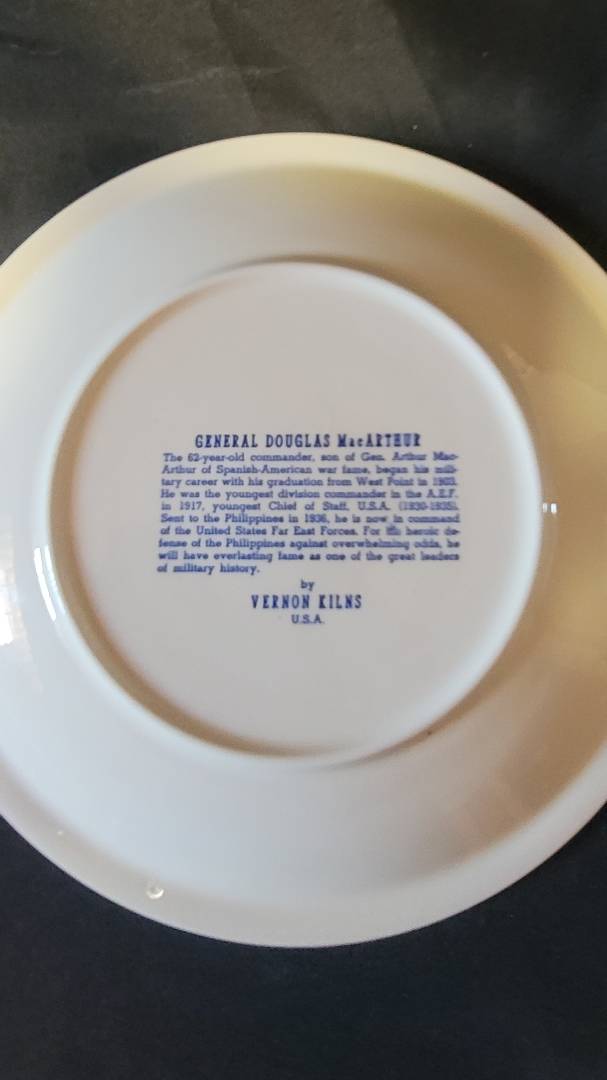 GENERAL DOUGLAS MacARTHUR
The 62-year-old commander, son of Gen. Arthur Mac-
Arthur of Spanish-American war fame, began his mili-
tary career with his graduation from West Point in 1903.
He was the youngest division commander in the A.E.F.
in 1917, youngest Chief of Staff, U.S.A. (1930-1935).
Sent to the Philippines in 1936, he is now in command
of the United States Far East Forces. For his heroic de-
fense of the Philippines against overwhelming odds, he
will have everlasting fame as one of the great leaders
of military history.
by
VERNON KILNS
U.S.A.